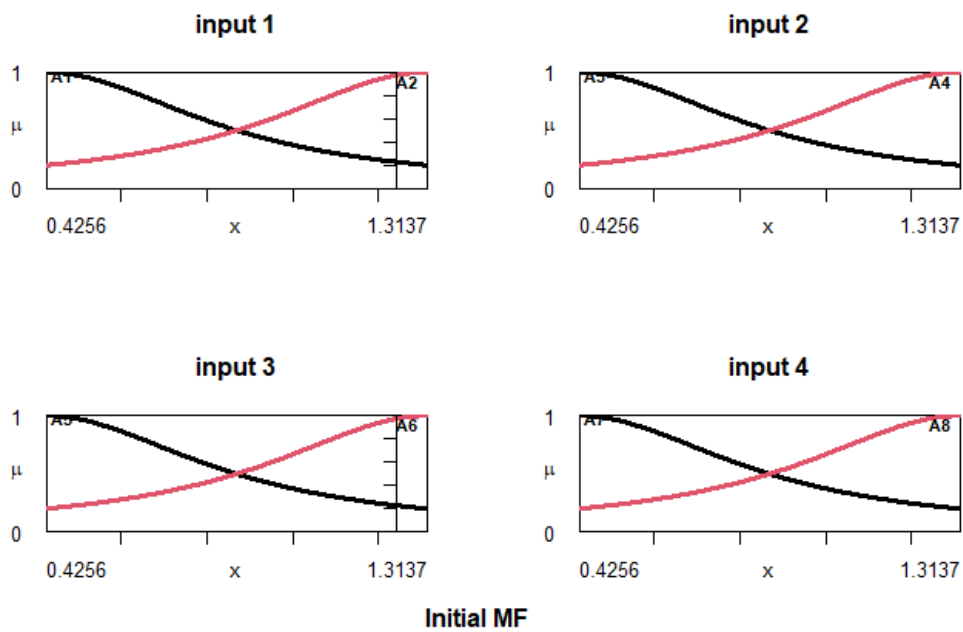 input 1
input 2
1
A1
A2
1
A3
A4
μ
μ
0
0
0.4256
x
1.3137
0.4256
x
1.3137
input 3
input 4
1
A5
A6
1
A7
A8
μ
μ
0
0
0.4256
x
1.3137
0.4256
x
1.3137
Initial MF